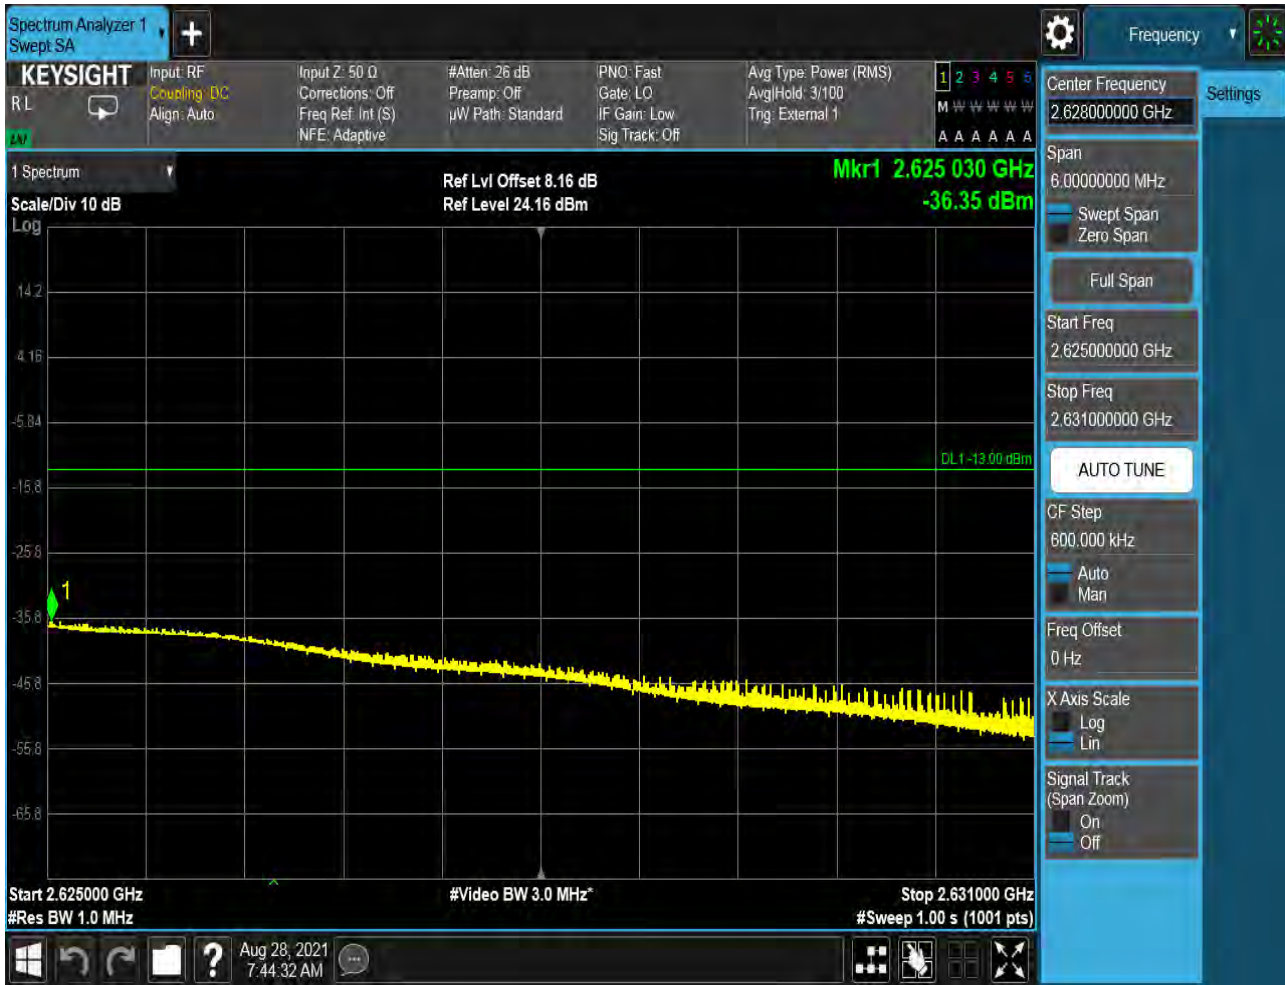 Spectrum Analyzer 1
Swept SA
Frequency
KEYSIGHT
R L
Input: RF
Coupling: DC
Align: Auto
Input Z: 50 Ω
Corrections: Off
Freq Ref: Int (S)
NFE: Adaptive
#Atten: 26 dB
Preamp: Off
µW Path: Standard
PNO: Fast
Gate: LO
IF Gain: Low
Sig Track: Off
Avg Type: Power (RMS)
Avg|Hold: 3/100
Trig: External 1
1 2 3 4 5 6
M W W W W W
A A A A A A
1 Spectrum
Scale/Div 10 dB
Log
Ref Lvl Offset 8.16 dB
Ref Level 24.16 dBm
Mkr1 2.625 030 GHz
-36.35 dBm
14.2
4.16
-5.84
DL1 -13.00 dBm
-15.8
-25.8
1
-35.8
-45.8
-55.8
-65.8
Start 2.625000 GHz
#Res BW 1.0 MHz
#Video BW 3.0 MHz*
Stop 2.631000 GHz
#Sweep 1.00 s (1001 pts)
Center Frequency
2.628000000 GHz
Settings
Span
6.00000000 MHz
Swept Span
Zero Span
Full Span
Start Freq
2.625000000 GHz
Stop Freq
2.631000000 GHz
AUTO TUNE
CF Step
600.000 kHz
Auto
Man
Freq Offset
0 Hz
X Axis Scale
Log
Lin
Signal Track
(Span Zoom)
On
Off
?
Aug 28, 2021
7:44:32 AM